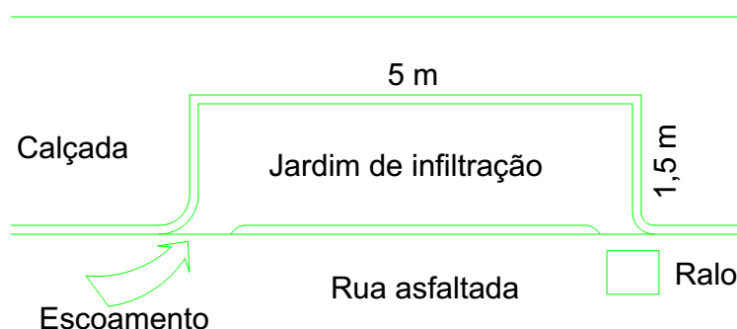 5 m
Calçada
Jardim de infiltração
1,5 m
Ralo
Rua asfaltada
Escoamento